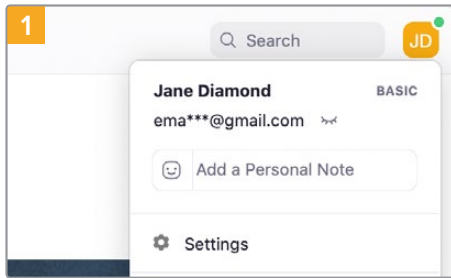 1
Search
JD
Jane Diamond BASIC
ema***@gmail.com
Add a Personal Note
Settings